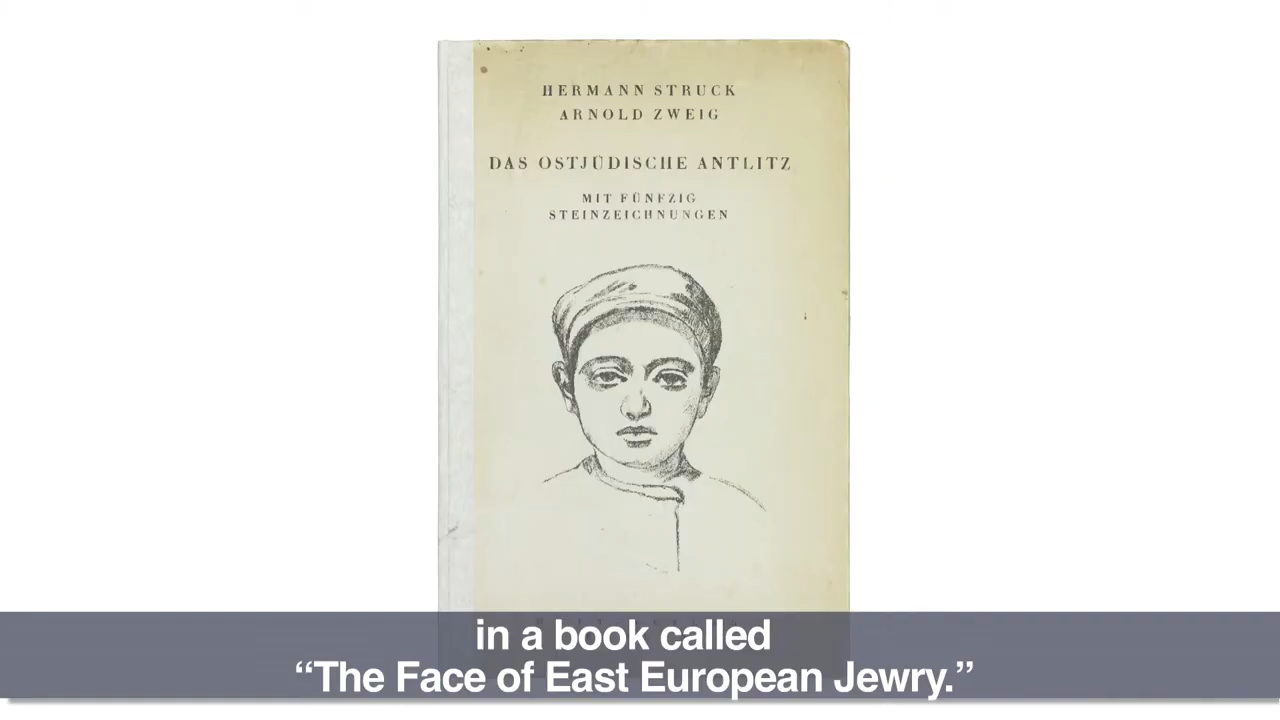 HERMANN STRUCK
ARNOLD ZWEIG
DAS OSTJÜDISCHE ANTLITZ
MIT FÜNFZIG
STEINZEICHNUNGEN
in a book called
“The Face of East European Jewry.”